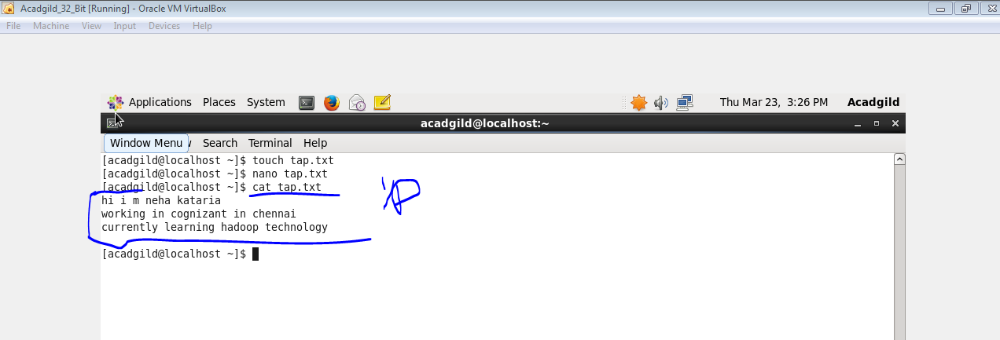 Acadgild_32_Bit [Running] - Oracle VM VirtualBox
File Machine View Input Devices Help
Applications Places System Thu Mar 23, 3:26 PM Acadgild
acadgild@localhost:~
Window Menu Search Terminal Help
[acadgild@localhost ~]$ touch tap.txt
[acadgild@localhost ~]$ nano tap.txt
[acadgild@localhost ~]$ cat tap.txt
hi i m neha kataria
working in cognizant in chennai
currently learning hadoop technology
[acadgild@localhost ~]$